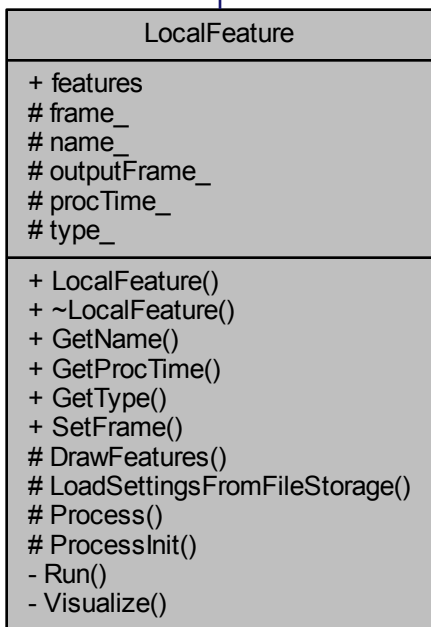 LocalFeature
+ features
# frame_
# name_
# outputFrame_
# procTime_
# type_
+ LocalFeature()
+ ~LocalFeature()
+ GetName()
+ GetProcTime()
+ GetType()
+ SetFrame()
# DrawFeatures()
# LoadSettingsFromFileStorage()
# Process()
# ProcessInit()
- Run()
- Visualize()